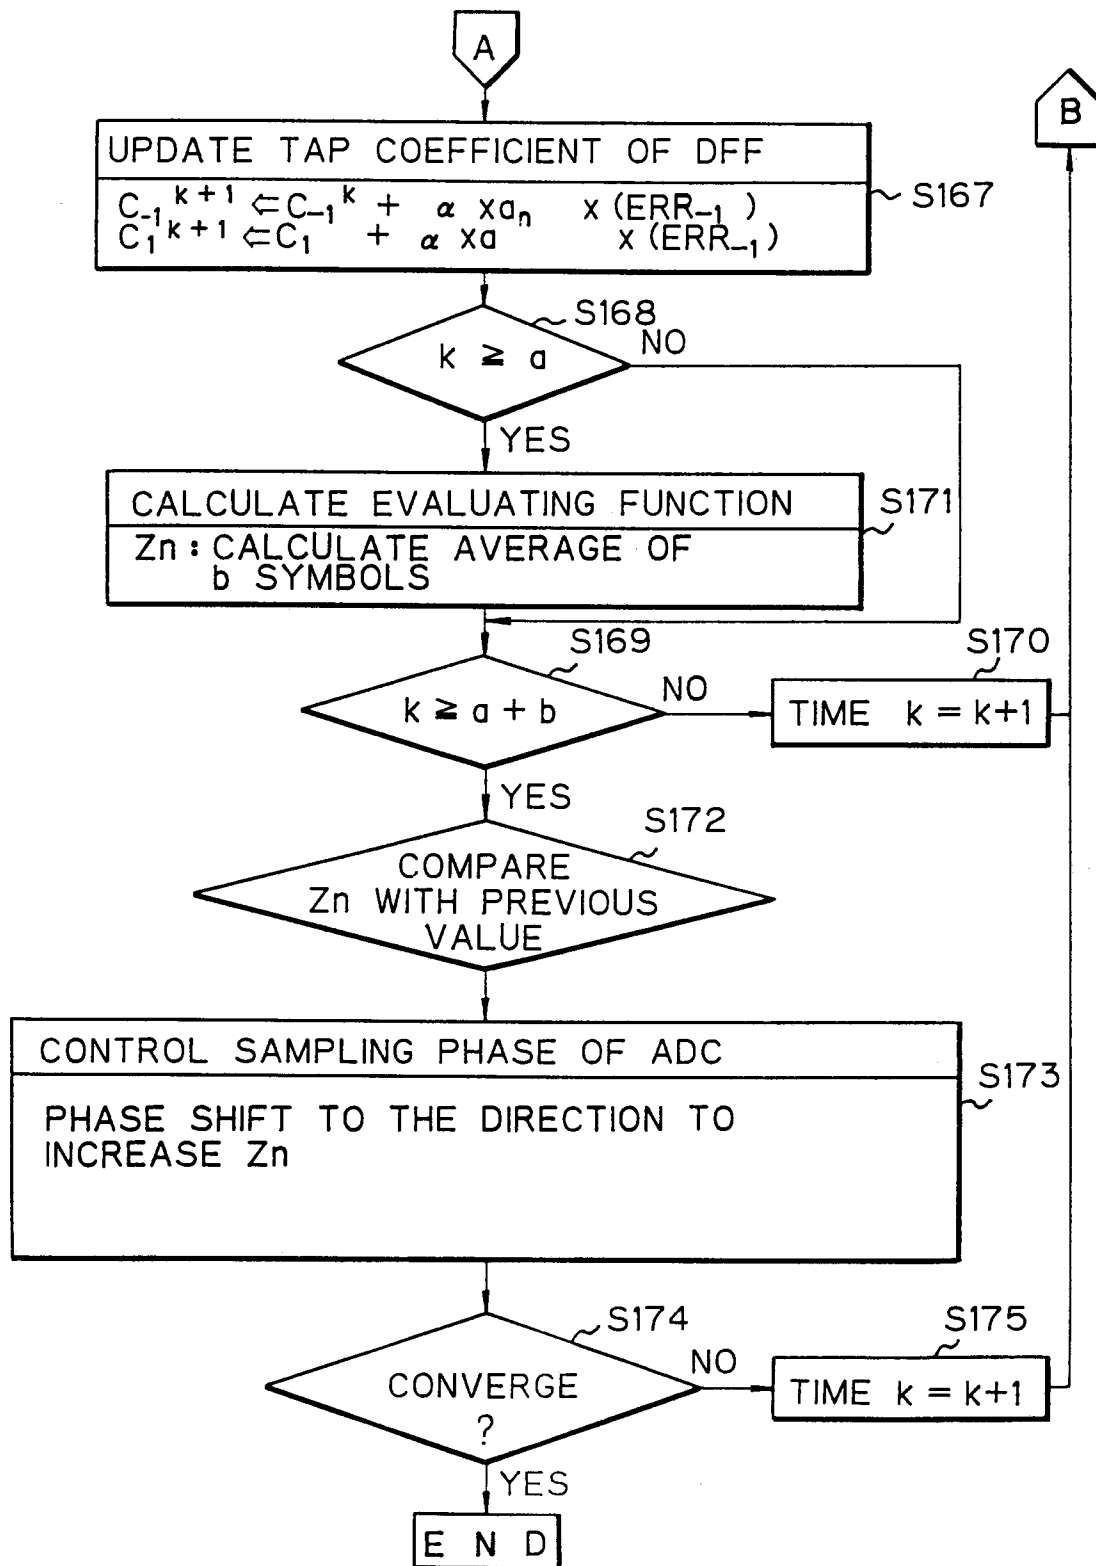 A
B
UPDATE TAP COEFFICIENT OF DFF
C₋₁ᵏ⁺¹ ⇐ C₋₁ᵏ + α xaₙ x (ERR₋₁)
C₁ᵏ⁺¹ ⇐ C₁ + α xa x (ERR₋₁)
S167
S168
k ≧ a
NO
YES
CALCULATE EVALUATING FUNCTION
Zn : CALCULATE AVERAGE OF
b SYMBOLS
S171
S169
k ≧ a + b
NO
S170
TIME k = k+1
YES
S172
COMPARE
Zn WITH PREVIOUS
VALUE
CONTROL SAMPLING PHASE OF ADC
PHASE SHIFT TO THE DIRECTION TO
INCREASE Zn
S173
S174
CONVERGE
?
NO
S175
TIME k = k+1
YES
E N D